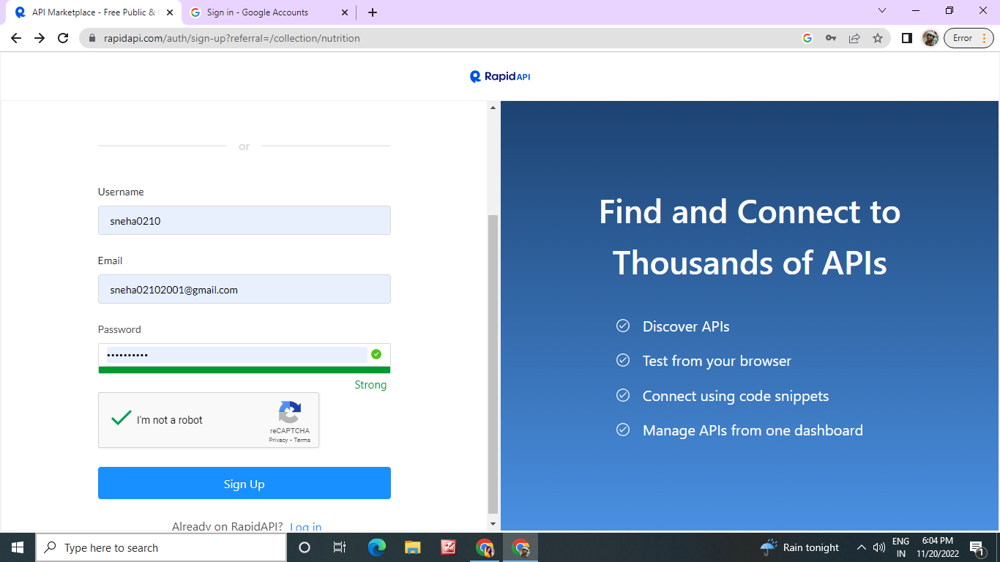 API Marketplace - Free Public &
Sign in - Google Accounts
rapidapi.com/auth/sign-up?referral=/collection/nutrition
Error
Rapid API
or
Username
sneha0210
Email
sneha02102001@gmail.com
Password
••••••••••
Strong
I'm not a robot
reCAPTCHA
Privacy - Terms
Sign Up
Already on RapidAPI? Log in
Find and Connect to
Thousands of APIs
Discover APIs
Test from your browser
Connect using code snippets
Manage APIs from one dashboard
Type here to search
Rain tonight
ENG
IN
6:04 PM
11/20/2022
1